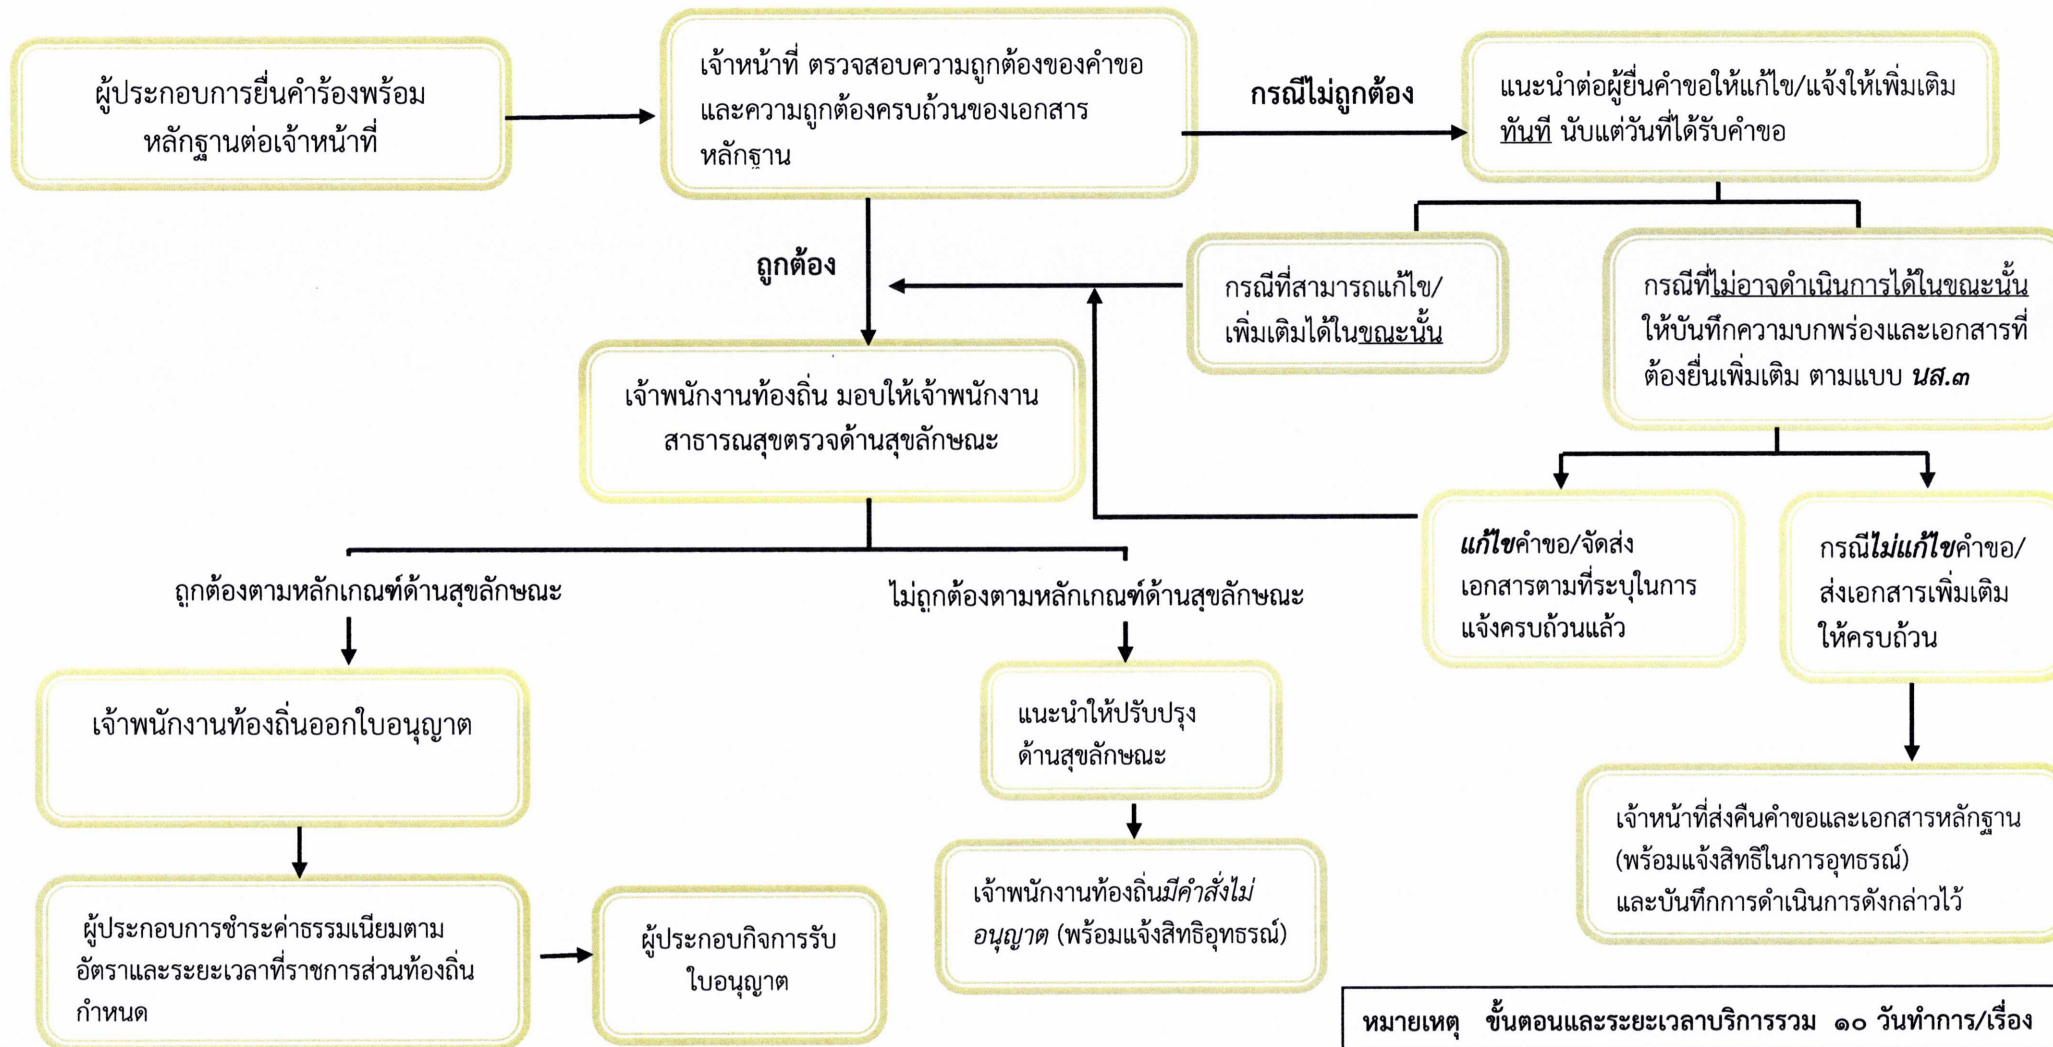 ผู้ประกอบการยื่นคำร้องพร้อม
หลักฐานต่อเจ้าหน้าที่
เจ้าหน้าที่ ตรวจสอบความถูกต้องของคำขอ
และความถูกต้องครบถ้วนของเอกสาร
หลักฐาน
กรณีไม่ถูกต้อง
แนะนำต่อผู้ยื่นคำขอให้แก้ไข/แจ้งให้เพิ่มเติม
ทันที นับแต่วันที่ได้รับคำขอ
ถูกต้อง
กรณีที่สามารถแก้ไข/
เพิ่มเติมได้ในขณะนั้น
กรณีที่ไม่อาจดำเนินการได้ในขณะนั้น
ให้บันทึกความบกพร่องและเอกสารที่
ต้องยื่นเพิ่มเติม ตามแบบ นส.๓
เจ้าพนักงานท้องถิ่น มอบให้เจ้าพนักงาน
สาธารณสุขตรวจด้านสุขลักษณะ
แก้ไขคำขอ/จัดส่ง
เอกสารตามที่ระบุในการ
แจ้งครบถ้วนแล้ว
กรณีไม่แก้ไขคำขอ/
ส่งเอกสารเพิ่มเติม
ให้ครบถ้วน
ถูกต้องตามหลักเกณฑ์ด้านสุขลักษณะ
ไม่ถูกต้องตามหลักเกณฑ์ด้านสุขลักษณะ
เจ้าพนักงานท้องถิ่นออกใบอนุญาต
แนะนำให้ปรับปรุง
ด้านสุขลักษณะ
เจ้าหน้าที่ส่งคืนคำขอและเอกสารหลักฐาน
(พร้อมแจ้งสิทธิในการอุทธรณ์)
และบันทึกการดำเนินการดังกล่าวไว้
เจ้าพนักงานท้องถิ่นมีคำสั่งไม่
อนุญาต (พร้อมแจ้งสิทธิอุทธรณ์)
ผู้ประกอบการชำระค่าธรรมเนียมตาม
อัตราและระยะเวลาที่ราชการส่วนท้องถิ่น
กำหนด
ผู้ประกอบกิจการรับ
ใบอนุญาต
หมายเหตุ ขั้นตอนและระยะเวลาบริการรวม ๑๐ วันทำการ/เรื่อง